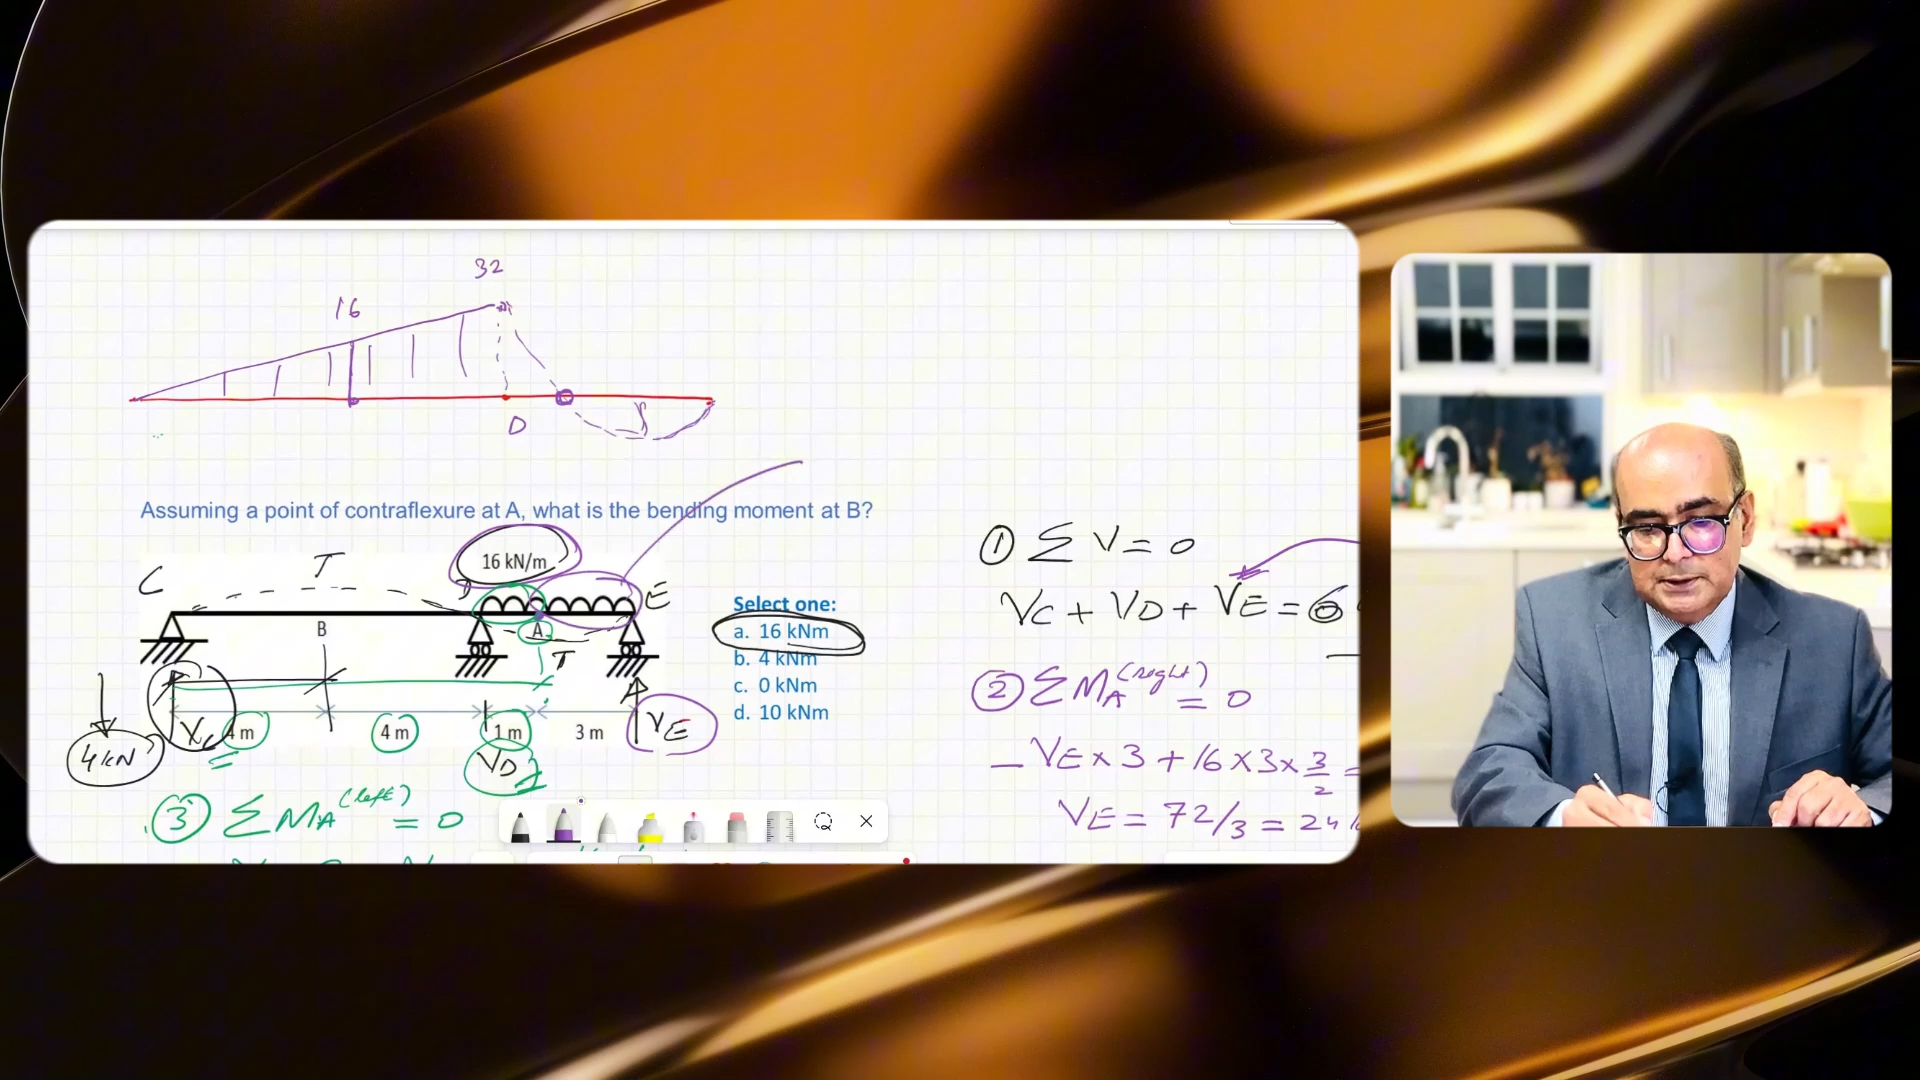 32
16
D
Assuming a point of contraflexure at A, what is the bending moment at B?
16 kN/m
C
T
E
B
A
T
4 m
4 m
1 m
3 m
VC
VD
VE
4kN
Select one:
a. 16 kNm
b. 4 kNm
c. 0 kNm
d. 10 kNm
③ ΣMA (left) = 0
① ΣV = 0
VC + VD + VE = 6
② ΣMA (right) = 0
- VE × 3 + 16 × 3 × 3/2 =
VE = 72/3 = 24